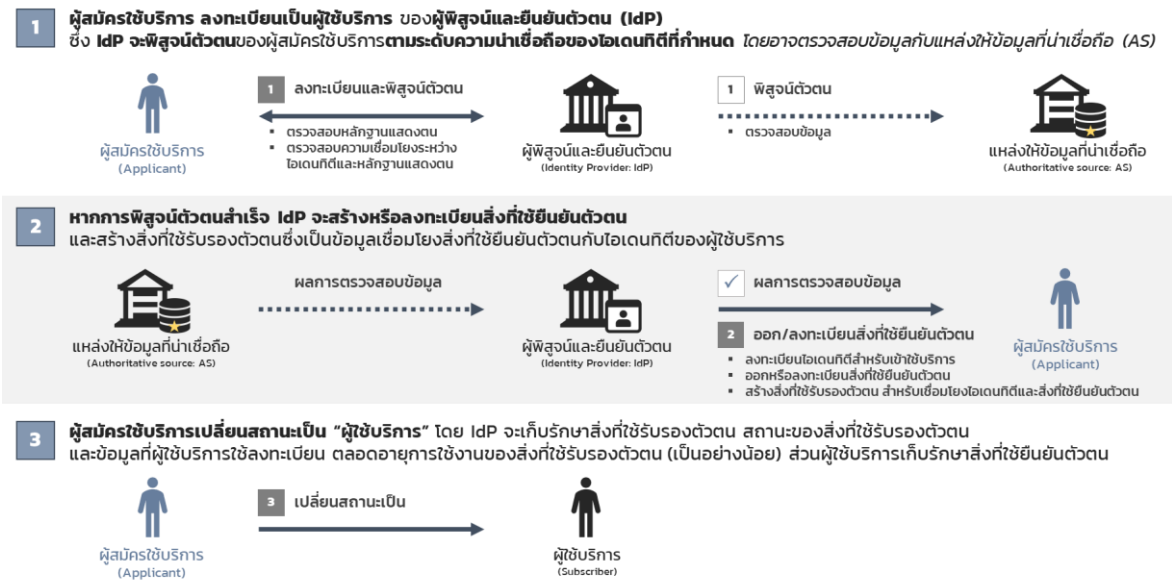 1
ผู้สมัครใช้บริการ ลงทะเบียนเป็นผู้ใช้บริการ ของผู้พิสูจน์และยืนยันตัวตน (IdP)
ซึ่ง IdP จะพิสูจน์ตัวตนของผู้สมัครใช้บริการตามระดับความน่าเชื่อถือของไอเดนทิตีที่กำหนด โดยอาจตรวจสอบข้อมูลกับแหล่งให้ข้อมูลที่น่าเชื่อถือ (AS)
ผู้สมัครใช้บริการ
(Applicant)
1 ลงทะเบียนและพิสูจน์ตัวตน
▪ ตรวจสอบหลักฐานแสดงตน
▪ ตรวจสอบความเชื่อมโยงระหว่าง
ไอเดนทิตีและหลักฐานแสดงตน
ผู้พิสูจน์และยืนยันตัวตน
(Identity Provider: IdP)
1 พิสูจน์ตัวตน
▪ ตรวจสอบข้อมูล
แหล่งให้ข้อมูลที่น่าเชื่อถือ
(Authoritative source: AS)
2
หากการพิสูจน์ตัวตนสำเร็จ IdP จะสร้างหรือลงทะเบียนสิ่งที่ใช้ยืนยันตัวตน
และสร้างสิ่งที่ใช้รับรองตัวตนซึ่งเป็นข้อมูลเชื่อมโยงสิ่งที่ใช้ยืนยันตัวตนกับไอเดนทิตีของผู้ใช้บริการ
แหล่งให้ข้อมูลที่น่าเชื่อถือ
(Authoritative source: AS)
ผลการตรวจสอบข้อมูล
ผู้พิสูจน์และยืนยันตัวตน
(Identity Provider: IdP)
✓ ผลการตรวจสอบข้อมูล
2 ออก/ลงทะเบียนสิ่งที่ใช้ยืนยันตัวตน
▪ ลงทะเบียนไอเดนทิตีสำหรับเข้าใช้บริการ
▪ ออกหรือลงทะเบียนสิ่งที่ใช้ยืนยันตัวตน
▪ สร้างสิ่งที่ใช้รับรองตัวตน สำหรับเชื่อมโยงไอเดนทิตีและสิ่งที่ใช้ยืนยันตัวตน
ผู้สมัครใช้บริการ
(Applicant)
3
ผู้สมัครใช้บริการเปลี่ยนสถานะเป็น “ผู้ใช้บริการ” โดย IdP จะเก็บรักษาสิ่งที่ใช้รับรองตัวตน สถานะของสิ่งที่ใช้รับรองตัวตน
และข้อมูลที่ผู้ใช้บริการใช้ลงทะเบียน ตลอดอายุการใช้งานของสิ่งที่ใช้รับรองตัวตน (เป็นอย่างน้อย) ส่วนผู้ใช้บริการเก็บรักษาสิ่งที่ใช้ยืนยันตัวตน
ผู้สมัครใช้บริการ
(Applicant)
3 เปลี่ยนสถานะเป็น
ผู้ใช้บริการ
(Subscriber)